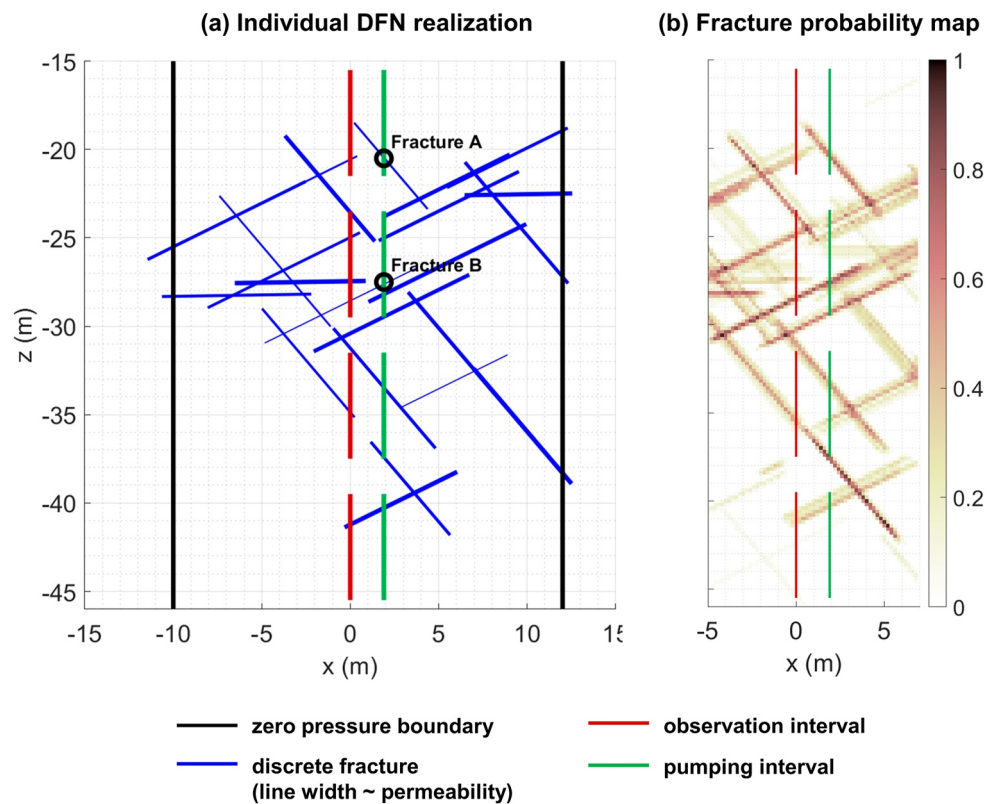 (a) Individual DFN realization
(b) Fracture probability map
-15
-20
-25
-30
-35
-40
-45
z (m)
Fracture A
Fracture B
-15
-10
-5
0
5
10
15
x (m)
1
0.8
0.6
0.4
0.2
0
-5
0
5
x (m)
zero pressure boundary
observation interval
discrete fracture
(line width ~ permeability)
pumping interval